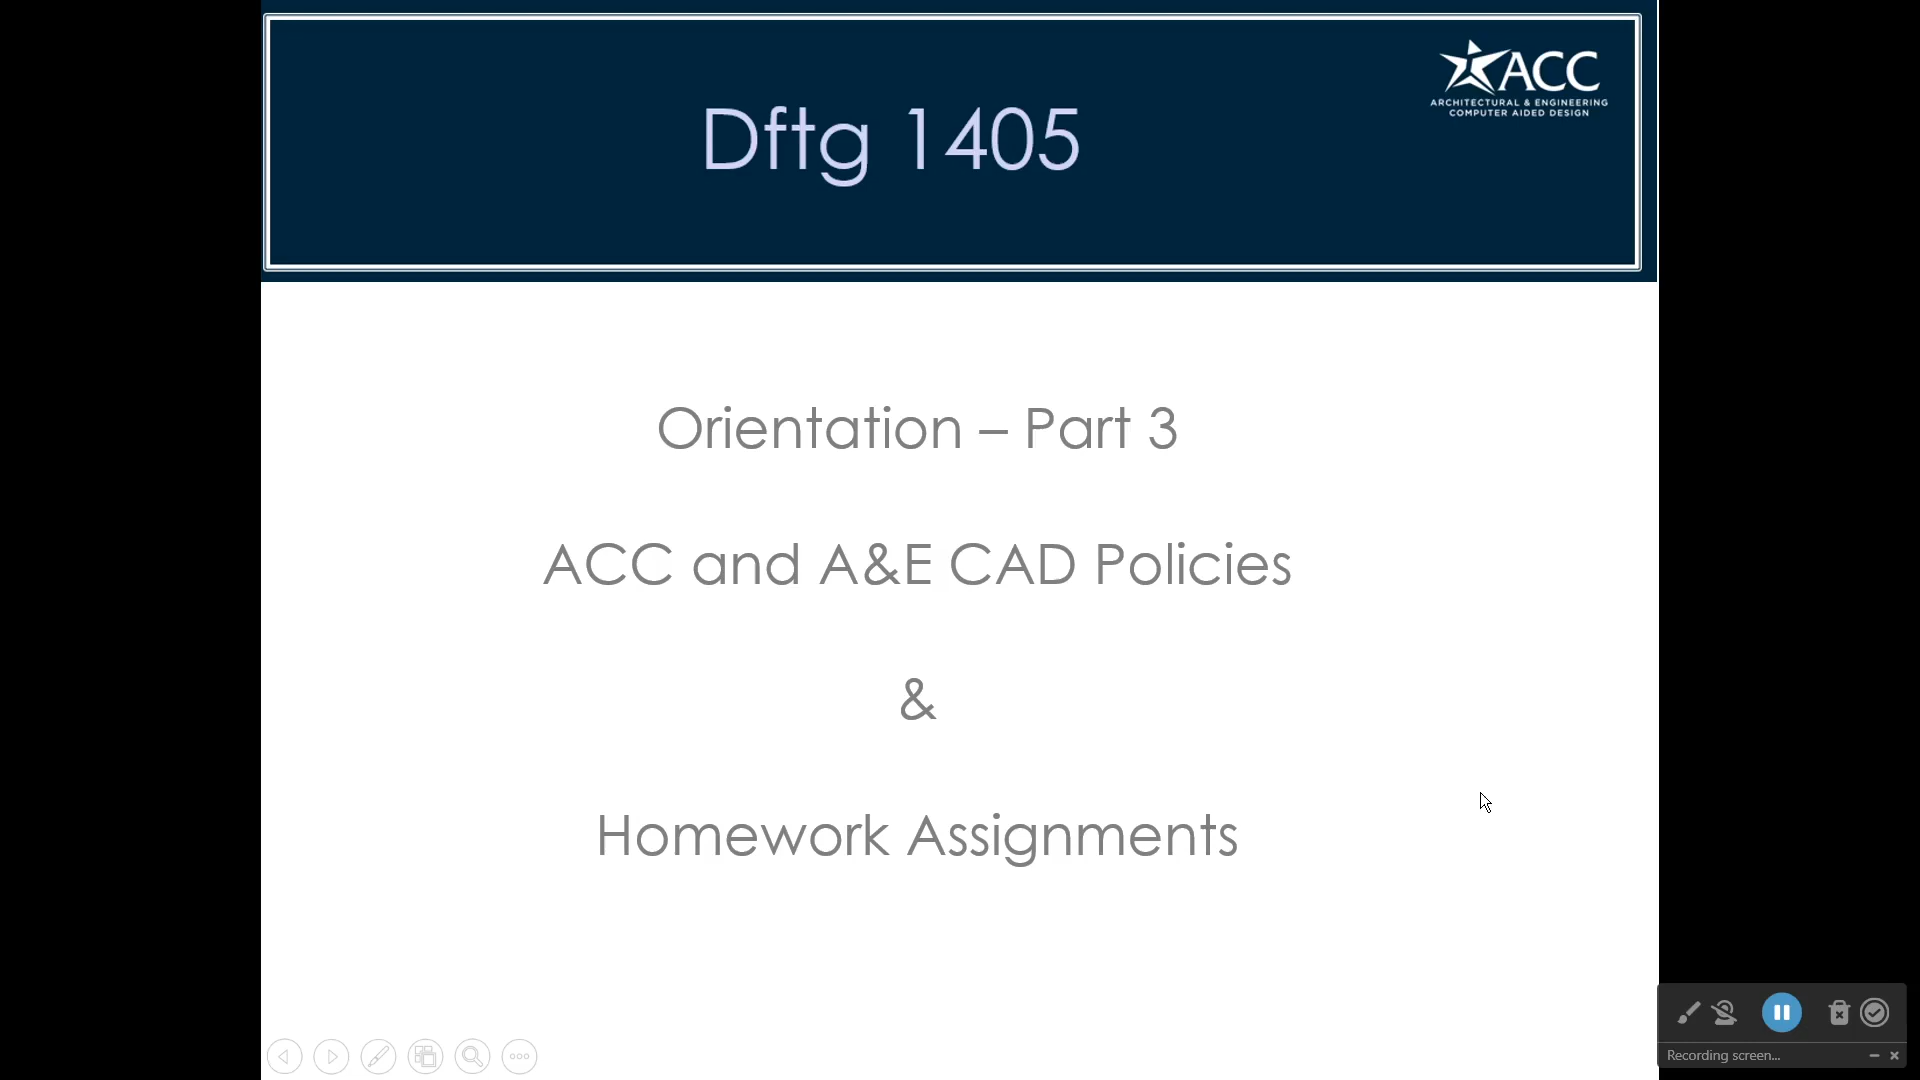 ACC
ARCHITECTURAL & ENGINEERING
COMPUTER AIDED DESIGN
Dftg 1405
Orientation – Part 3
ACC and A&E CAD Policies
&
Homework Assignments
Recording screen...